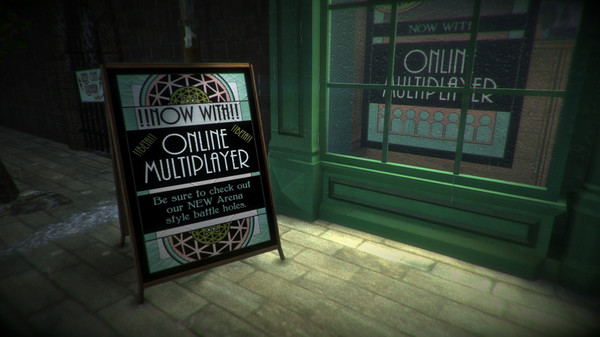 !!NOW WITH!!
ONLINE
MULTIPLAYER
Be sure to check out
our NEW Arena
style battle holes.
NOW WITH
ONLINE
MULTIPLAYER